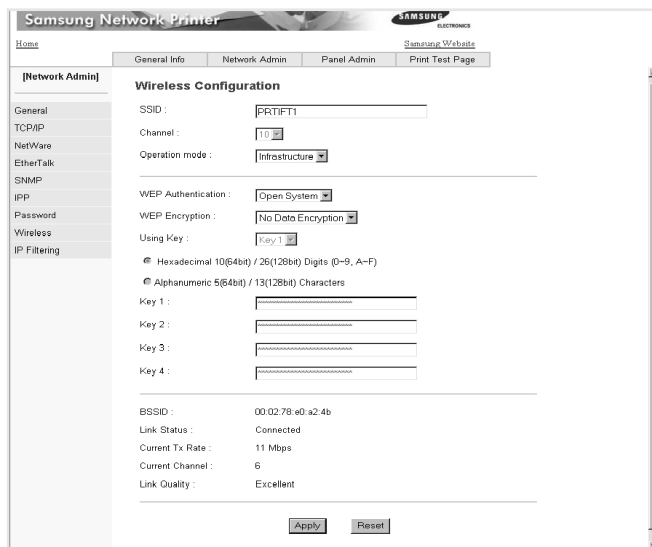 Samsung Network Printer
SAMSUNG
ELECTRONICS
Home
Samsung Website
General Info Network Admin Panel Admin Print Test Page
[Network Admin]
General
TCP/IP
NetWare
EtherTalk
SNMP
IPP
Password
Wireless
IP Filtering
Wireless Configuration
SSID : PRTIFT1
Channel : 10
Operation mode : Infrastructure
WEP Authentication : Open System
WEP Encryption : No Data Encryption
Using Key : Key 1
Hexadecimal 10(64bit) / 26(128bit) Digits (0~9, A~F)
Alphanumeric 5(64bit) / 13(128bit) Characters
Key 1 :
Key 2 :
Key 3 :
Key 4 :
BSSID : 00:02:78:e0:a2:4b
Link Status : Connected
Current Tx Rate : 11 Mbps
Current Channel : 6
Link Quality : Excellent
Apply Reset